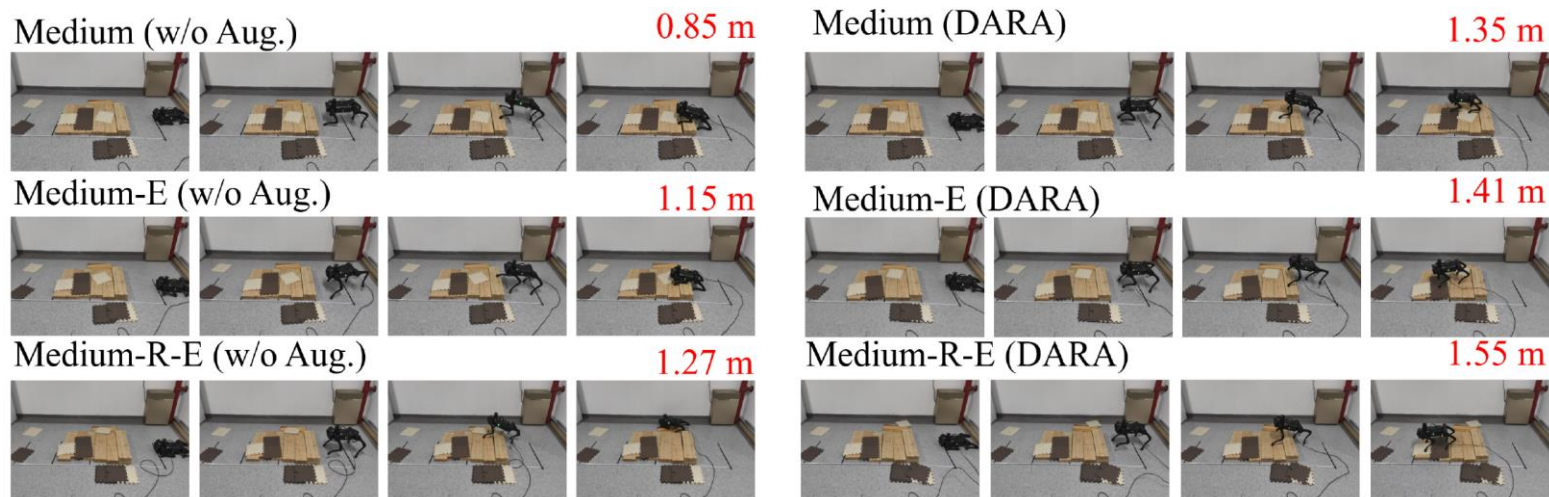 Medium (w/o Aug.) 0.85 m
Medium (DARA) 1.35 m
Medium-E (w/o Aug.) 1.15 m
Medium-E (DARA) 1.41 m
Medium-R-E (w/o Aug.) 1.27 m
Medium-R-E (DARA) 1.55 m